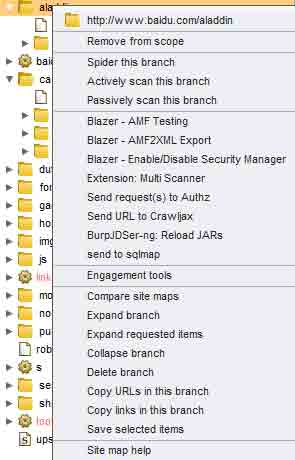 http://www.baidu.com/aladdin
Remove from scope
Spider this branch
Actively scan this branch
Passively scan this branch
Blazer - AMF Testing
Blazer - AMF2XML Export
Blazer - Enable/Disable Security Manager
Extension: Multi Scanner
Send request(s) to Authz
Send URL to Crawljax
BurpJDSer-ng: Reload JARs
send to sqlmap
Engagement tools
Compare site maps
Expand branch
Expand requested items
Collapse branch
Delete branch
Copy URLs in this branch
Copy links in this branch
Save selected items
Site map help
bai
ca
du
for
ga
ho
img
js
link
mo
no
pu
rob
s
se
sh
ups